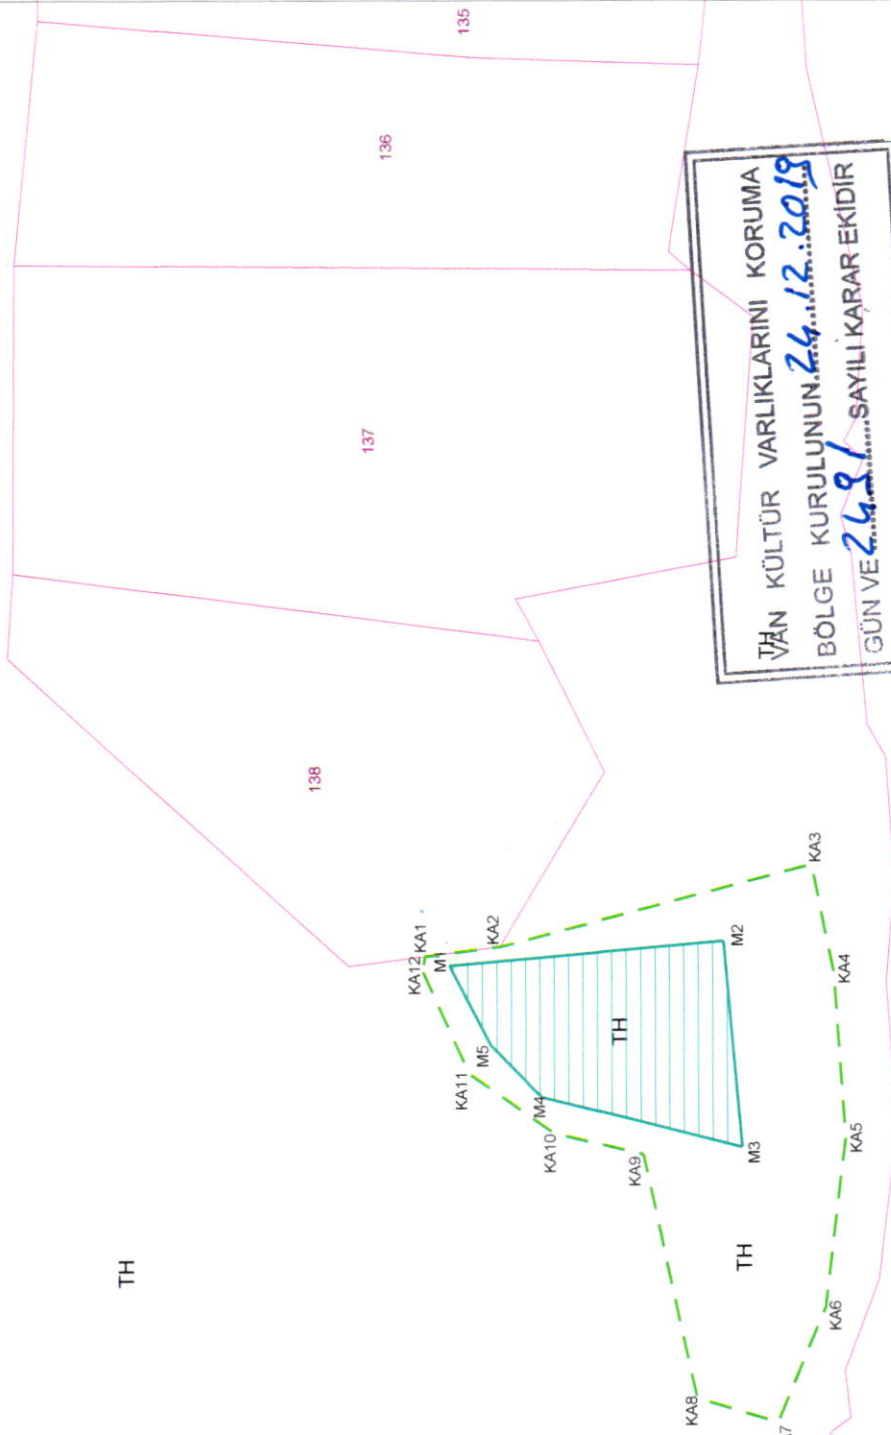 TH
138
137
136
135
KA12
KA1
M1
KA11
M5
KA2
M4
KA10
TH
KA9
KA8
M2
TH
M3
A7
KA3
KA6
KA4
KA5
TH
VAN KÜLTÜR VARLIKLARINI KORUMA
BÖLGE KURULUNUN 24.12.2019
GÜN VE 2491 SAYILI KARAR EKİDİR